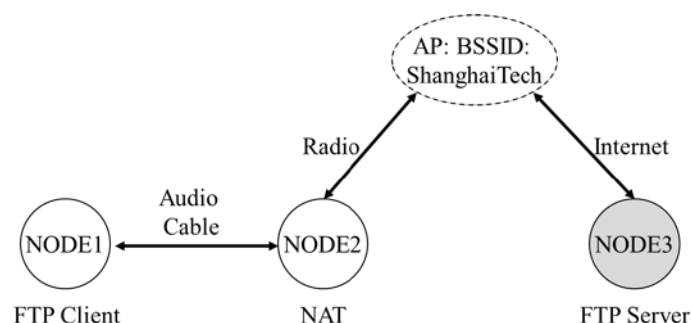 AP: BSSID:
ShanghaiTech
Radio
Internet
Audio
Cable
NODE1
NODE2
NODE3
FTP Client
NAT
FTP Server